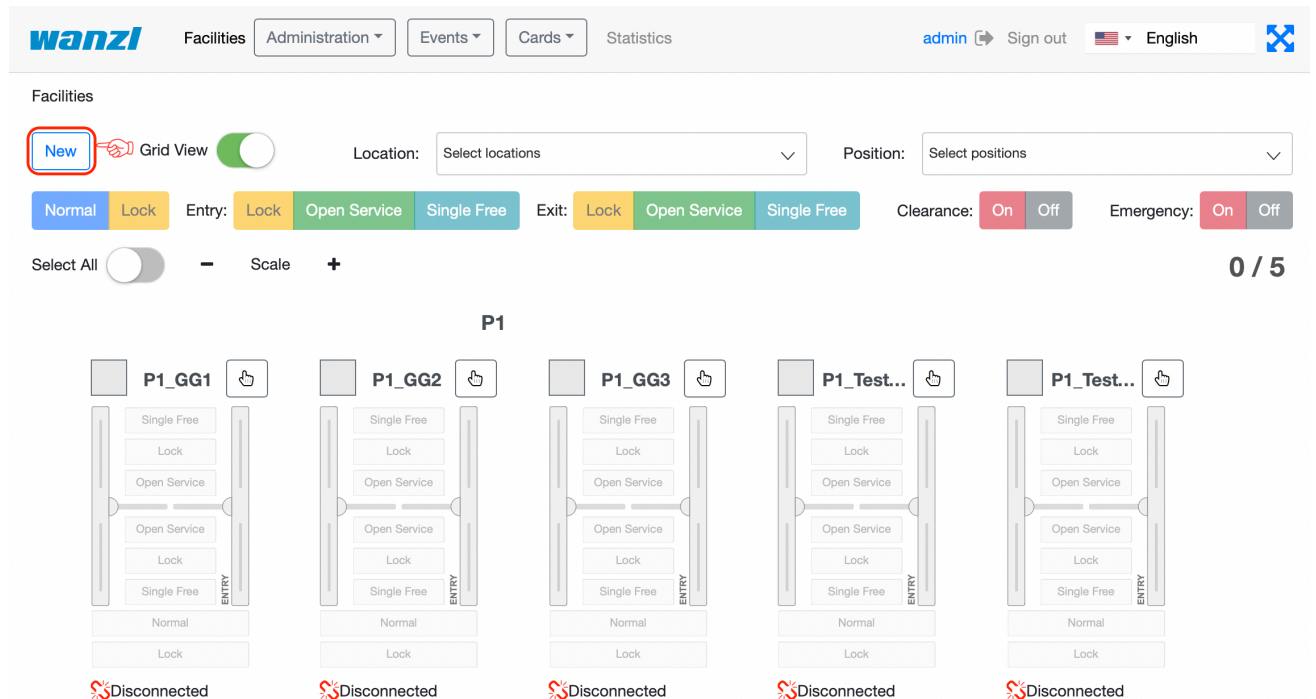 wanzl Facilities Administration Events Cards Statistics admin Sign out English
Facilities
New Grid View Location: Select locations Position: Select positions
Normal Lock Entry: Lock Open Service Single Free Exit: Lock Open Service Single Free Clearance: On Off Emergency: On Off
Select All - Scale + 0 / 5
P1
P1_GG1 P1_GG2 P1_GG3 P1_Test... P1_Test...
Single Free Single Free Single Free Single Free Single Free
Lock Lock Lock Lock Lock
Open Service Open Service Open Service Open Service Open Service
Open Service Open Service Open Service Open Service Open Service
Lock Lock Lock Lock Lock
Single Free ENTRY Single Free ENTRY Single Free ENTRY Single Free ENTRY Single Free ENTRY
Normal Normal Normal Normal Normal
Lock Lock Lock Lock Lock
Disconnected Disconnected Disconnected Disconnected Disconnected